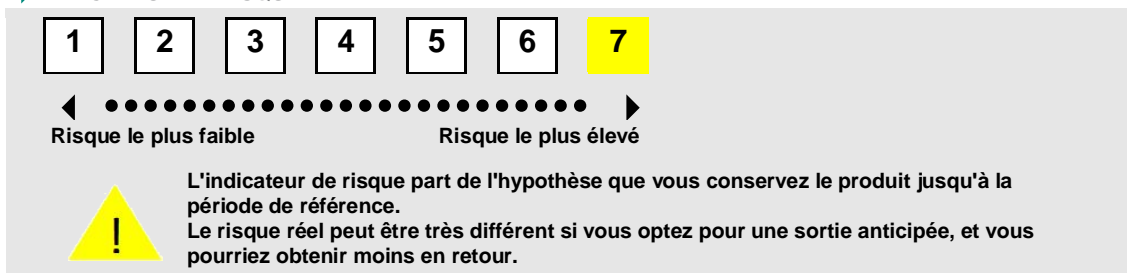 1 2 3 4 5 6 7
Risque le plus faible Risque le plus élevé
L'indicateur de risque part de l'hypothèse que vous conservez le produit jusqu'à la
période de référence.
Le risque réel peut être très différent si vous optez pour une sortie anticipée, et vous
pourriez obtenir moins en retour.
!